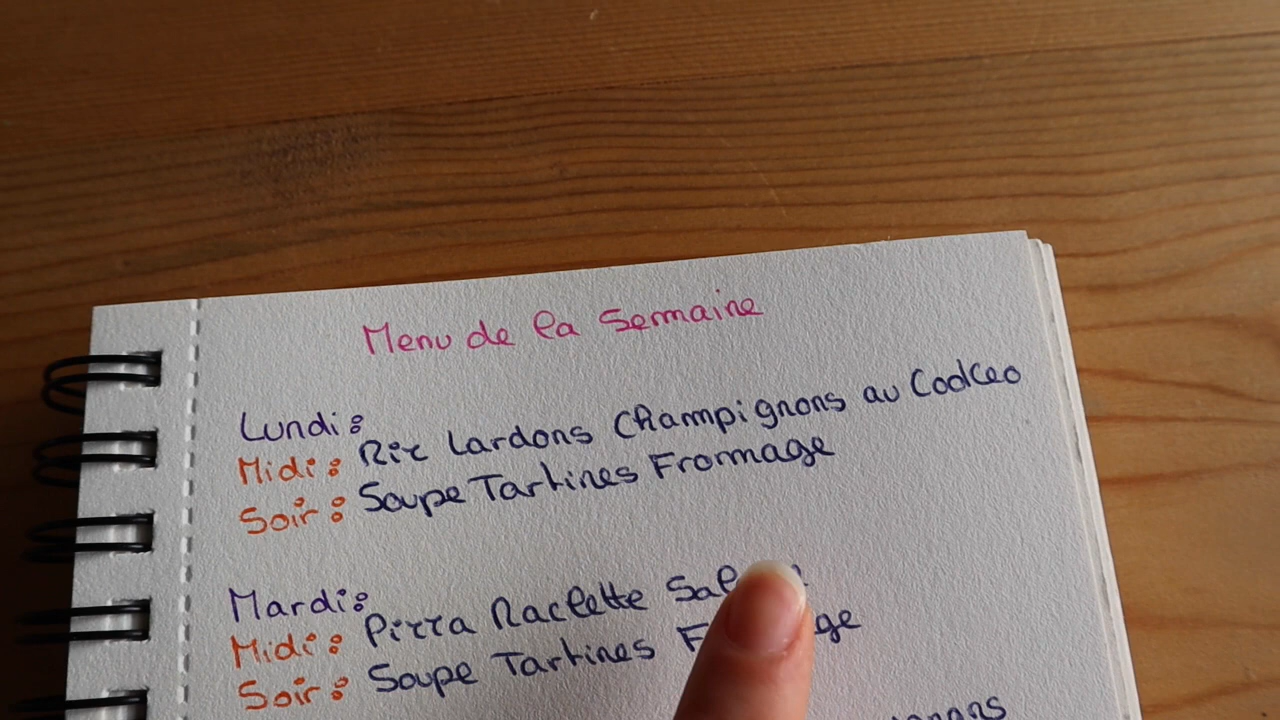 Menu de la Semaine
Lundi:
Midi: Riz Lardons Champignons au Cookeo
Soir: Soupe Tartines Fromage
Mardi:
Midi: Pizza Raclette
Soir: Soupe Tartines